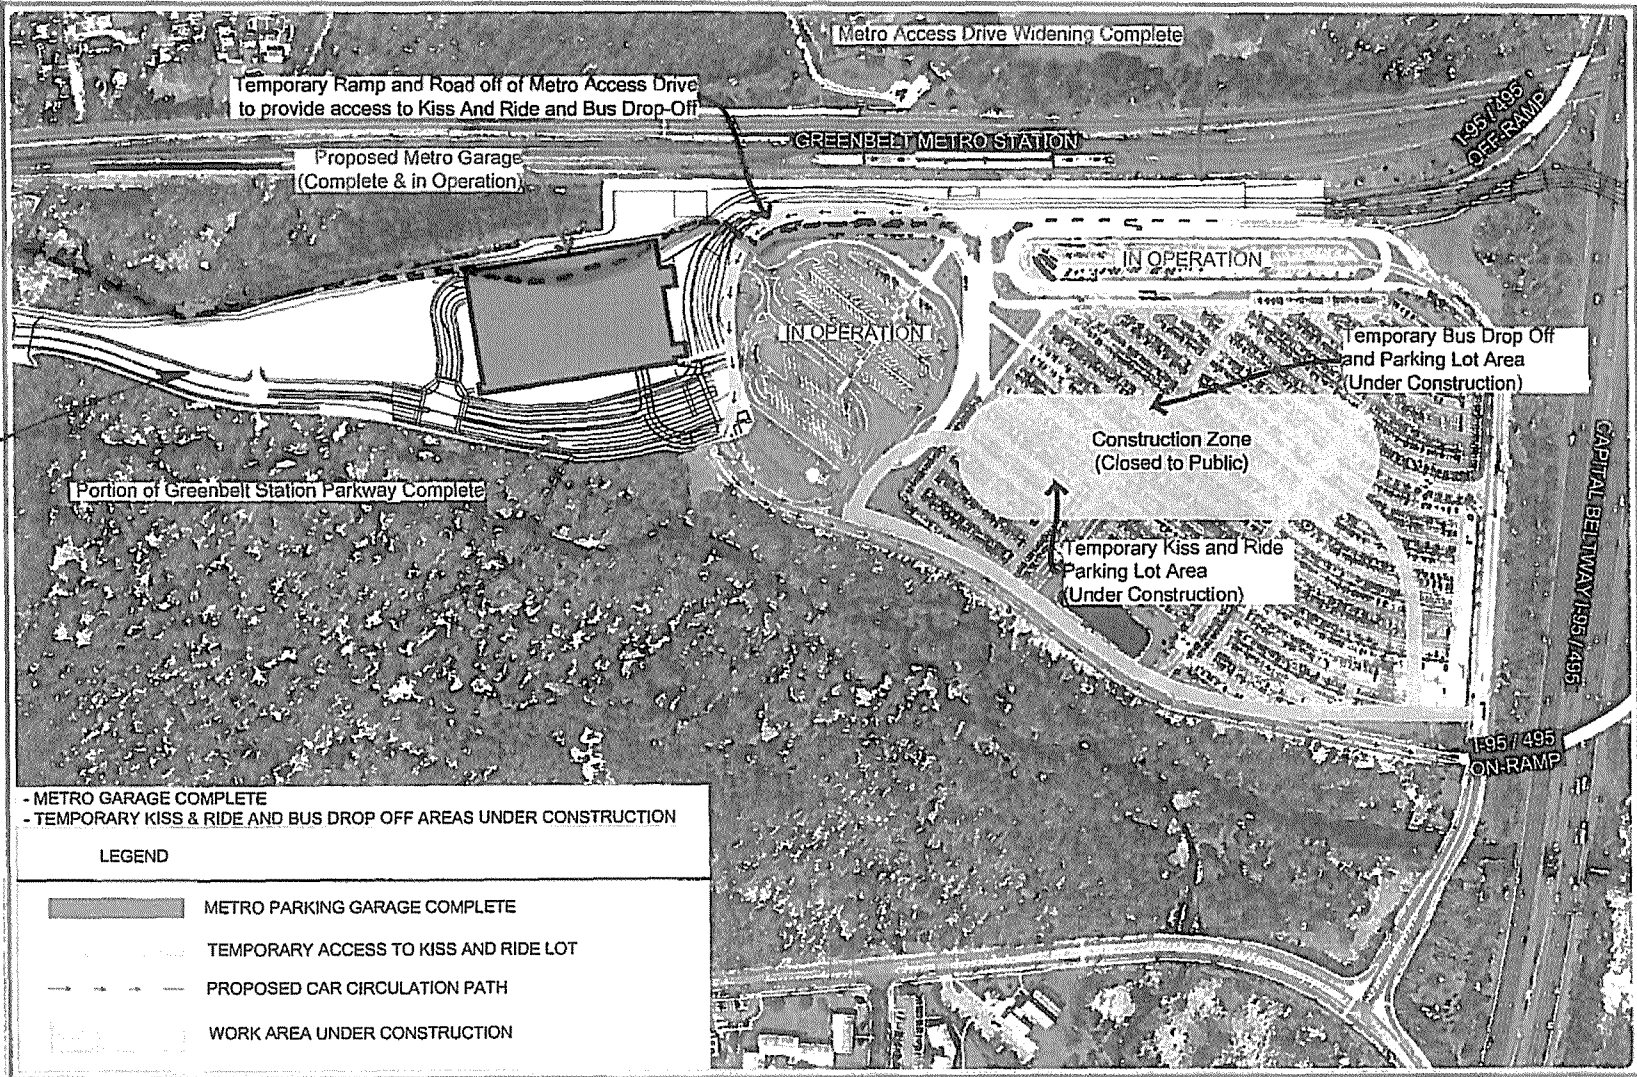 Metro Access Drive Widening Complete
Temporary Ramp and Road off of Metro Access Drive
to provide access to Kiss And Ride and Bus Drop-Off
I-95 / 495
OFF-RAMP
GREENBELT METRO STATION
Proposed Metro Garage
(Complete & in Operation)
IN OPERATION
IN OPERATION
Temporary Bus Drop Off
and Parking Lot Area
(Under Construction)
Construction Zone
(Closed to Public)
CAPITAL BELTWAY I-95 / 495
Portion of Greenbelt Station Parkway Complete
Temporary Kiss and Ride
Parking Lot Area
(Under Construction)
I-95 / 495
ON-RAMP
- METRO GARAGE COMPLETE
- TEMPORARY KISS & RIDE AND BUS DROP OFF AREAS UNDER CONSTRUCTION
LEGEND
METRO PARKING GARAGE COMPLETE
TEMPORARY ACCESS TO KISS AND RIDE LOT
PROPOSED CAR CIRCULATION PATH
WORK AREA UNDER CONSTRUCTION